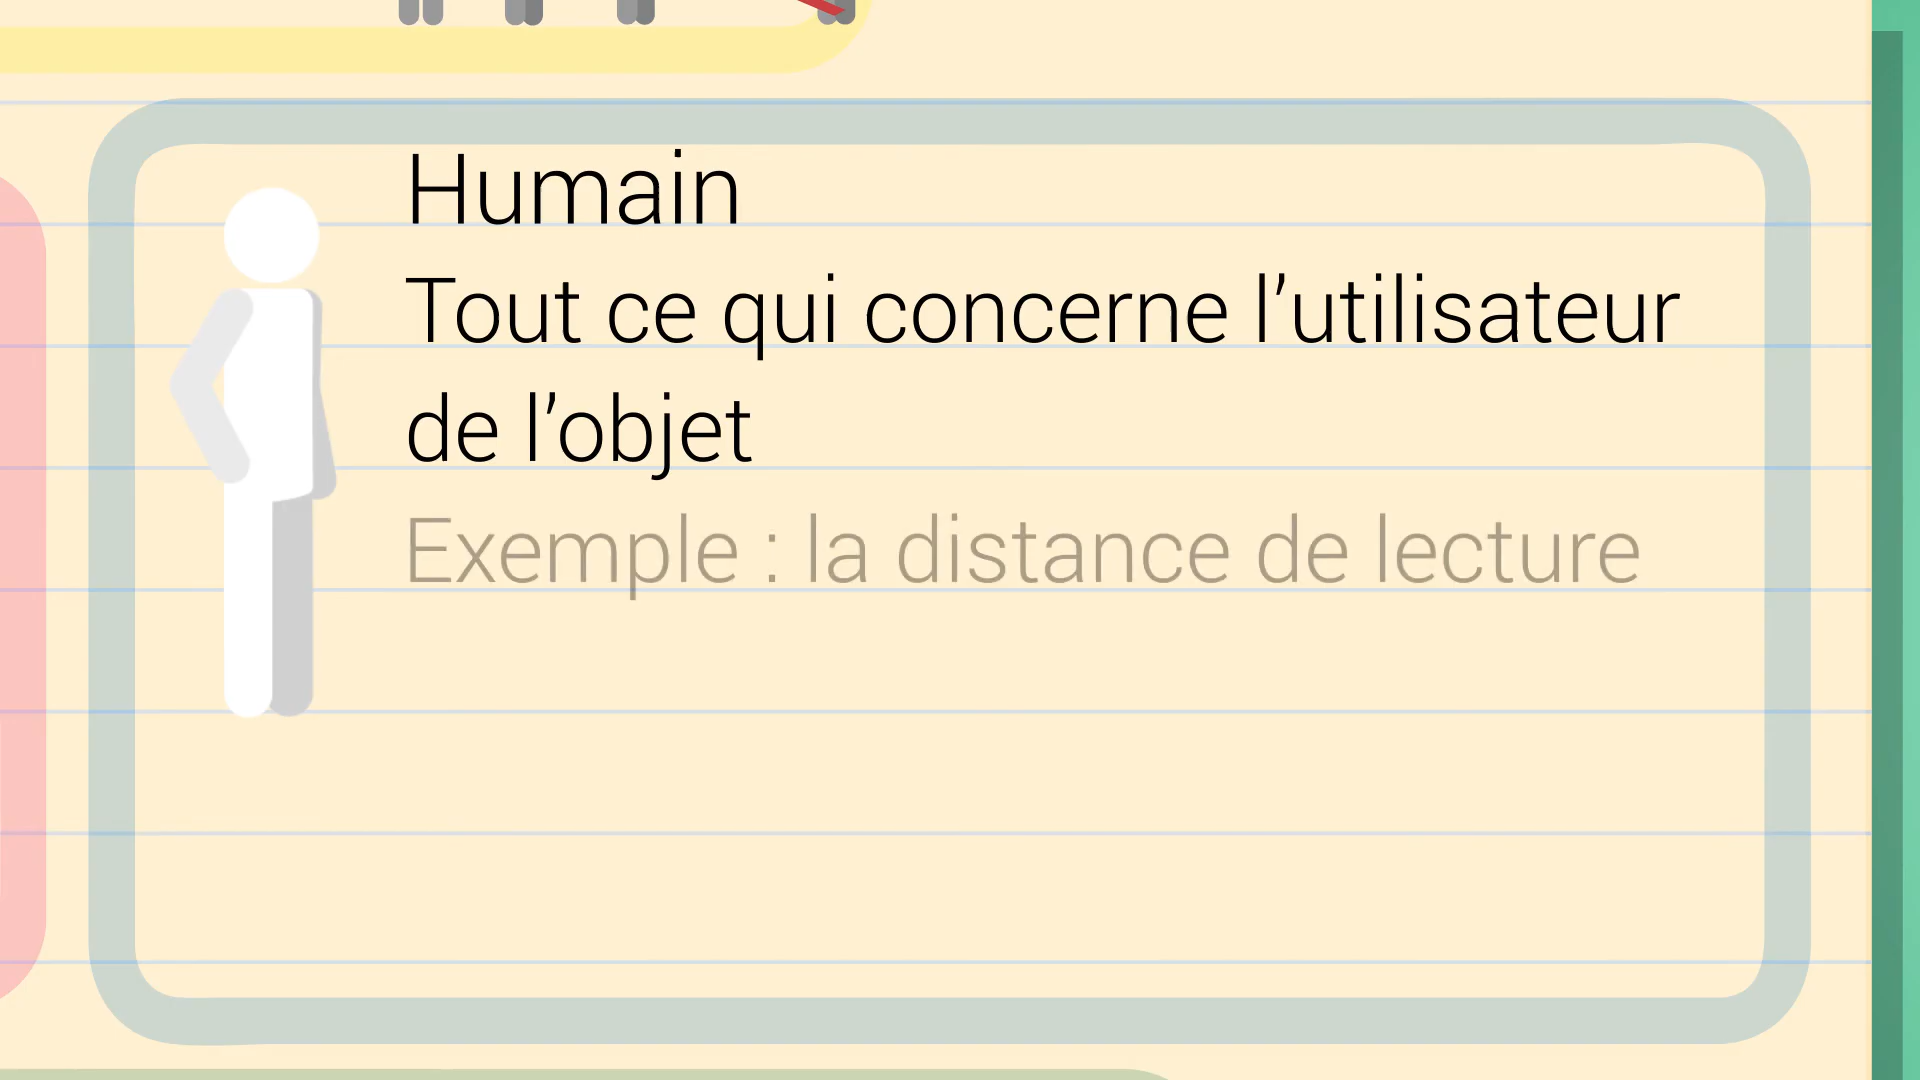 Humain
Tout ce qui concerne l’utilisateur
de l’objet
Exemple : la distance de lecture